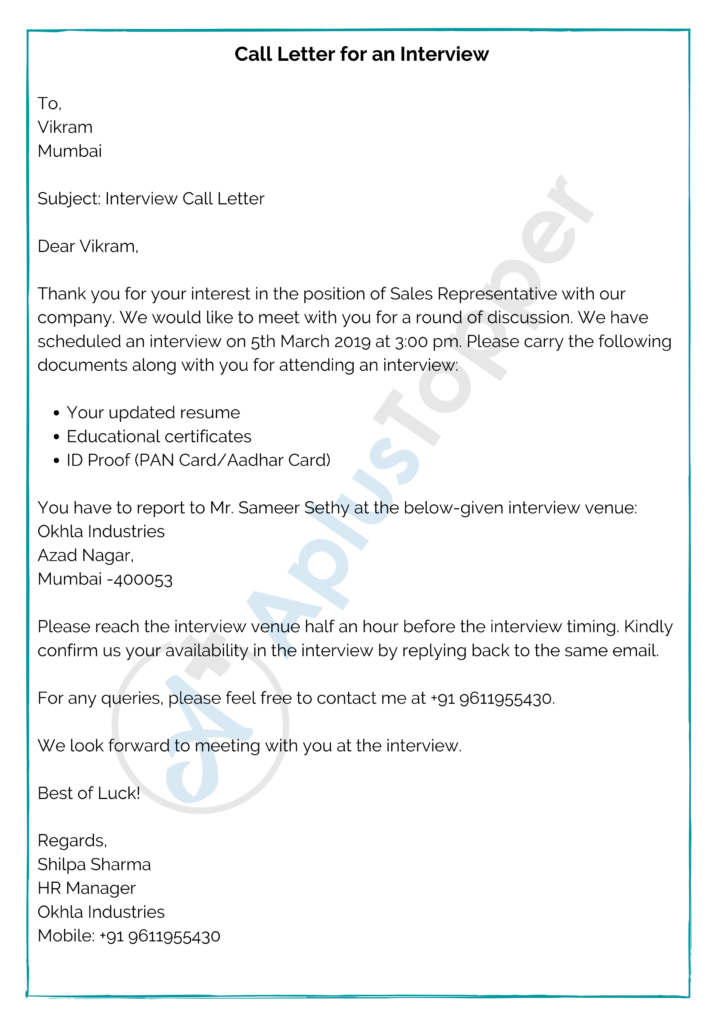 Call Letter for an Interview
To,
Vikram
Mumbai
Subject: Interview Call Letter
Dear Vikram,
Thank you for your interest in the position of Sales Representative with our
company. We would like to meet with you for a round of discussion. We have
scheduled an interview on 5th March 2019 at 3:00 pm. Please carry the following
documents along with you for attending an interview:
• Your updated resume
• Educational certificates
• ID Proof (PAN Card/Aadhar Card)
You have to report to Mr. Sameer Sethy at the below-given interview venue:
Okhla Industries
Azad Nagar,
Mumbai -400053
Please reach the interview venue half an hour before the interview timing. Kindly
confirm us your availability in the interview by replying back to the same email.
For any queries, please feel free to contact me at +91 9611955430.
We look forward to meeting with you at the interview.
Best of Luck!
Regards,
Shilpa Sharma
HR Manager
Okhla Industries
Mobile: +91 9611955430
A+ AplusTopper